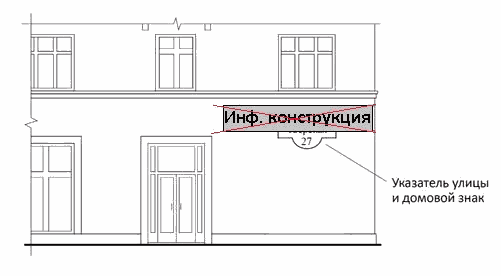 Инф. конструкция
27
Указатель улицы
и домовой знак